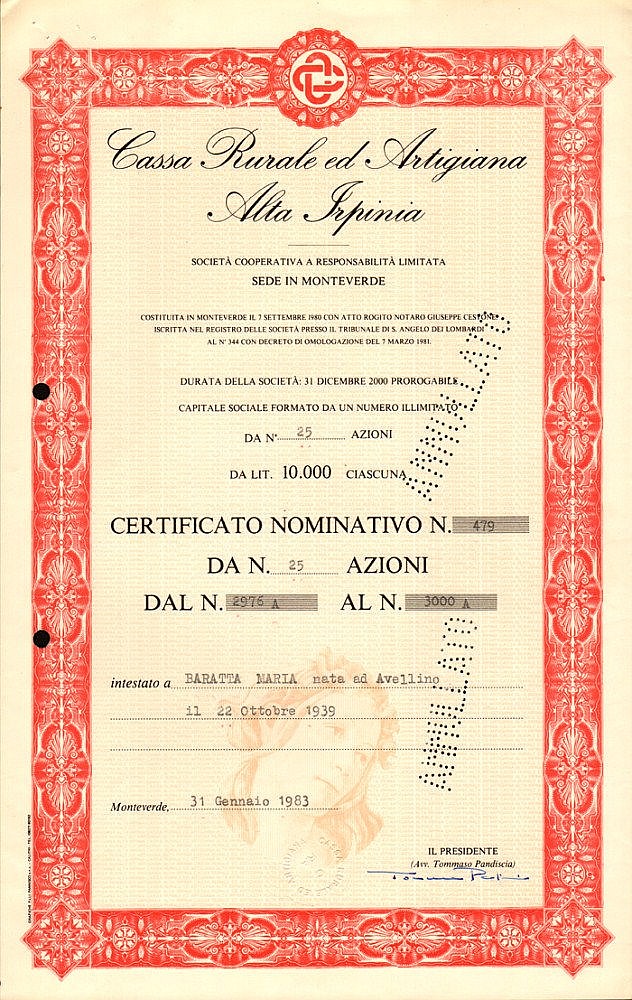 Cassa Rurale ed Artigiana
Alta Irpinia
SOCIETÀ COOPERATIVA A RESPONSABILITÀ LIMITATA
SEDE IN MONTEVERDE
COSTITUITA IN MONTEVERDE IL 7 SETTEMBRE 1980 CON ATTO ROGITO NOTARO GIUSEPPE CESTONE
ISCRITTA NEL REGISTRO DELLE SOCIETÀ PRESSO IL TRIBUNALE DI S. ANGELO DEI LOMBARDI
AL N° 344 CON DECRETO DI OMOLOGAZIONE DEL 7 MARZO 1981.
DURATA DELLA SOCIETÀ: 31 DICEMBRE 2000 PROROGABILE
CAPITALE SOCIALE FORMATO DA UN NUMERO ILLIMITATO
DA N° 25 AZIONI
DA LIT. 10.000 CIASCUNA
ANNULLATO
CERTIFICATO NOMINATIVO N. 479
DA N. 25 AZIONI
DAL N. 2976 A AL N. 3000 A
ANNULLATO
intestato a BARATTA MARIA nata ad Avellino
il 22 Ottobre 1939
Monteverde, 31 Gennaio 1983
CASSA RURALE ED ARTIGIANA
IL PRESIDENTE
(Avv. Tommaso Pandiscia)